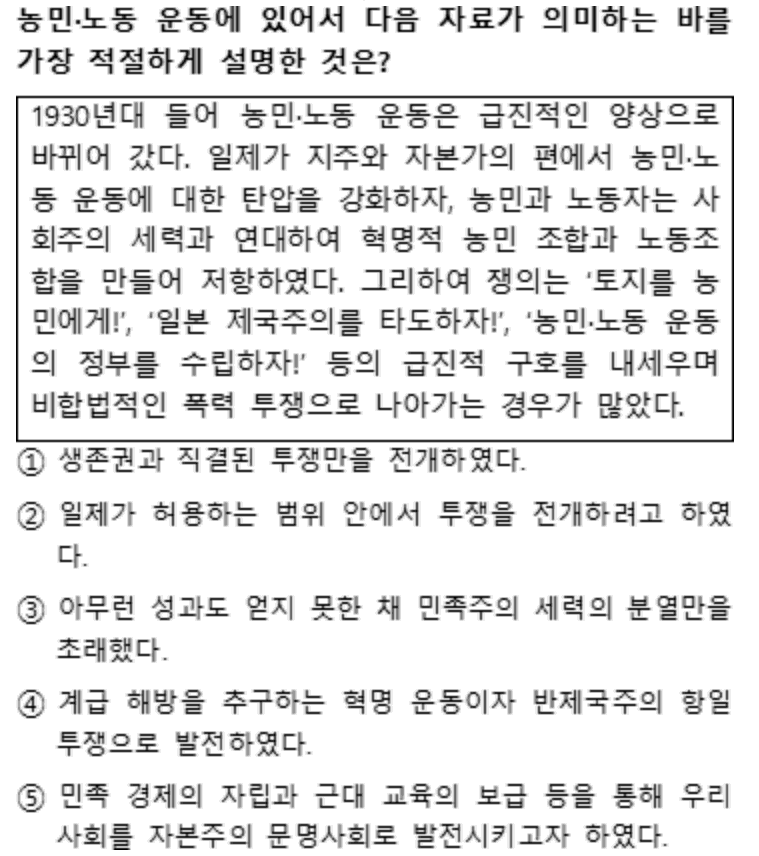 농민·노동 운동에 있어서 다음 자료가 의미하는 바를
가장 적절하게 설명한 것은?
1930년대 들어 농민·노동 운동은 급진적인 양상으로
바뀌어 갔다. 일제가 지주와 자본가의 편에서 농민·노
동 운동에 대한 탄압을 강화하자, 농민과 노동자는 사
회주의 세력과 연대하여 혁명적 농민 조합과 노동조
합을 만들어 저항하였다. 그리하여 쟁의는 ‘토지를 농
민에게!’, ‘일본 제국주의를 타도하자!’, ‘농민·노동 운동
의 정부를 수립하자!’ 등의 급진적 구호를 내세우며
비합법적인 폭력 투쟁으로 나아가는 경우가 많았다.
① 생존권과 직결된 투쟁만을 전개하였다.
② 일제가 허용하는 범위 안에서 투쟁을 전개하려고 하였
다.
③ 아무런 성과도 얻지 못한 채 민족주의 세력의 분열만을
초래했다.
④ 계급 해방을 추구하는 혁명 운동이자 반제국주의 항일
투쟁으로 발전하였다.
⑤ 민족 경제의 자립과 근대 교육의 보급 등을 통해 우리
사회를 자본주의 문명사회로 발전시키고자 하였다.